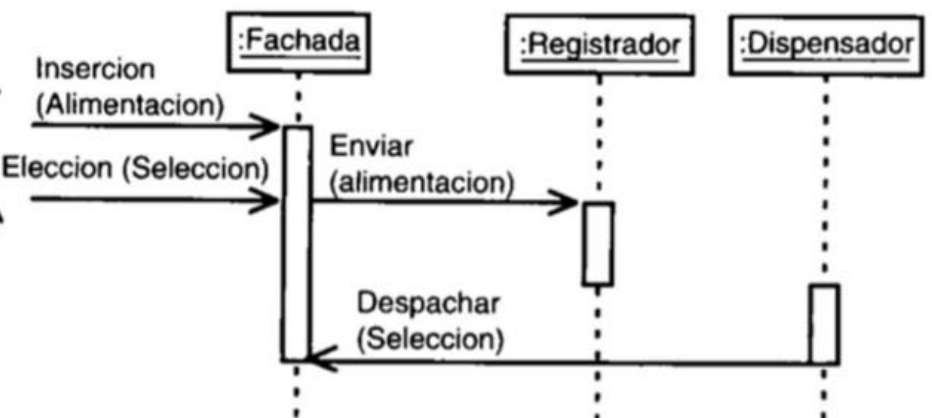 :Fachada
:Registrador
:Dispensador
Insercion
(Alimentacion)
Eleccion (Seleccion)
Enviar
(alimentacion)
Despachar
(Seleccion)